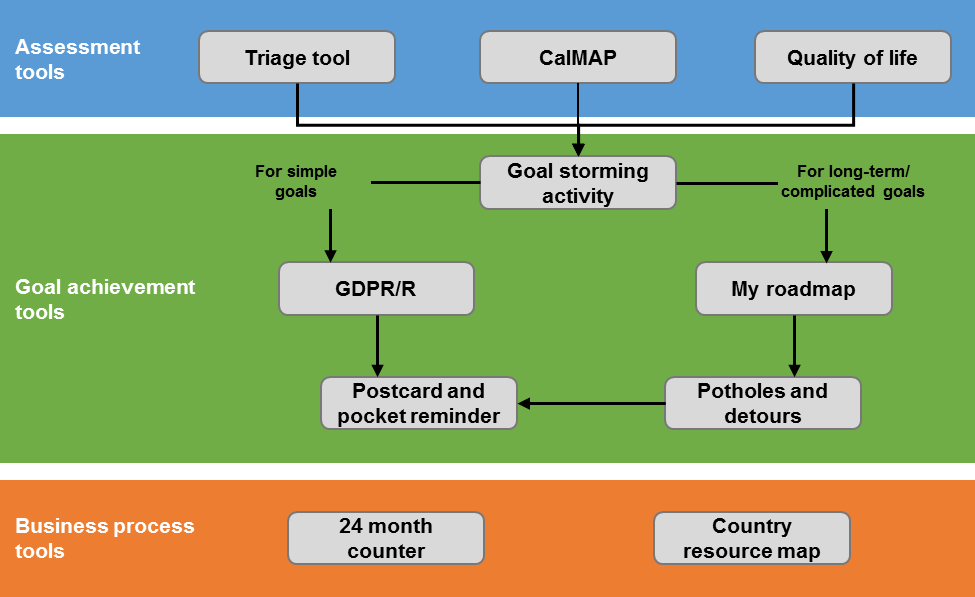 Assessment
tools
Triage tool
CalMAP
Quality of life
Goal storming
activity
For simple
goals
For long-term/
complicated goals
Goal achievement
tools
GDPR/R
My roadmap
Postcard and
pocket reminder
Potholes and
detours
Business process
tools
24 month
counter
Country
resource map